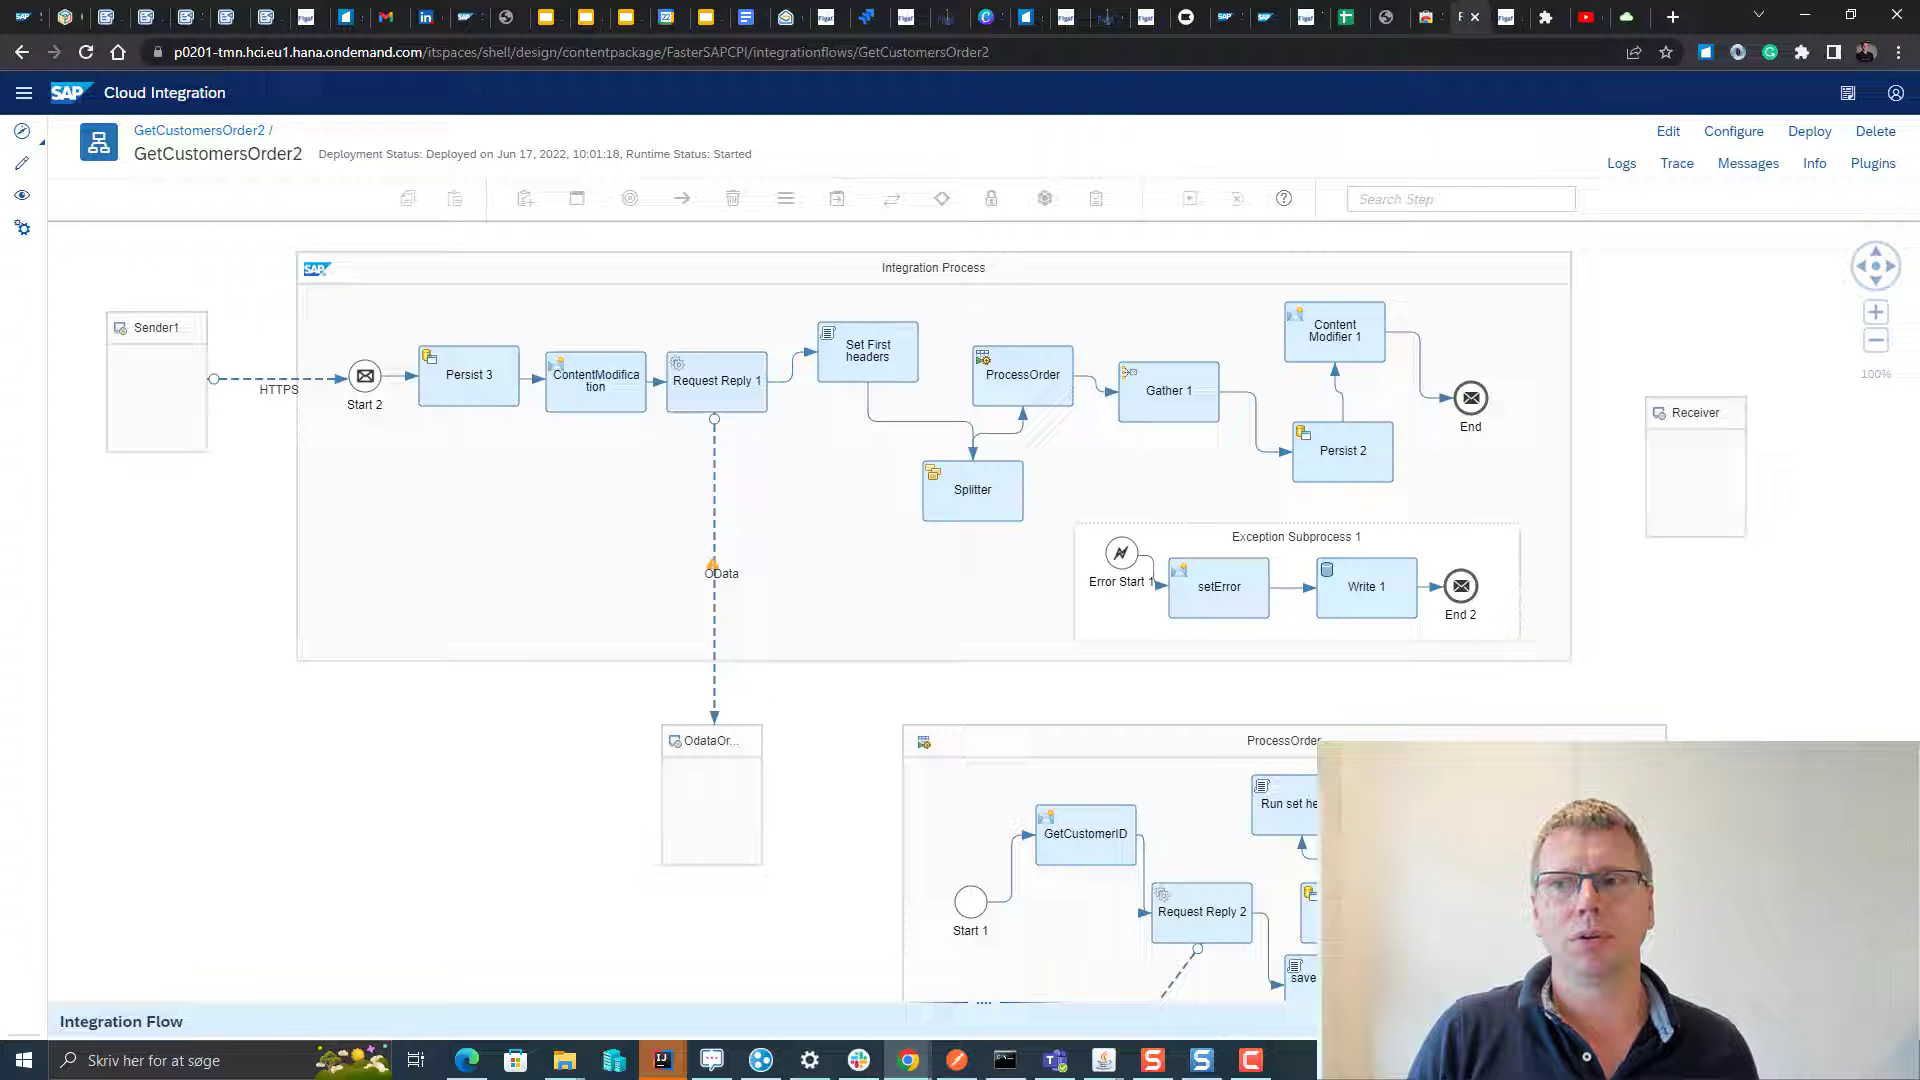 p0201-tmn.hci.eu1.hana.ondemand.com/itspaces/shell/design/contentpackage/FasterSAPCPI/integrationflows/GetCustomersOrder2
SAP Cloud Integration
GetCustomersOrder2 /
GetCustomersOrder2
Deployment Status: Deployed on Jun 17, 2022, 10:01:18, Runtime Status: Started
Edit Configure Deploy Delete
Logs Trace Messages Info Plugins
Search Step
SAP Integration Process
Sender1
HTTPS
Start 2
Persist 3
ContentModifica
tion
Request Reply 1
Set First
headers
Splitter
ProcessOrder
Gather 1
Content
Modifier 1
Persist 2
End
Receiver
100%
OData
Exception Subprocess 1
Error Start 1
setError
Write 1
End 2
OdataOr...
ProcessOrder
Start 1
GetCustomerID
Request Reply 2
Run set he
save
Integration Flow
Skriv her for at søge